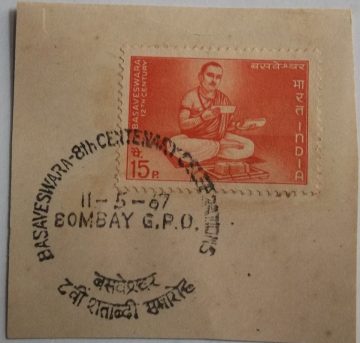 बसवेश्वर
BASAVESWARA
12TH CENTURY
भारत INDIA
पै. 15 P.
BASAVESWARA-8th CENTENARY-CELEBRATIONS
11-5-67
BOMBAY G.P.O.
बसवेश्वर
८वीं शताब्दी समारोह